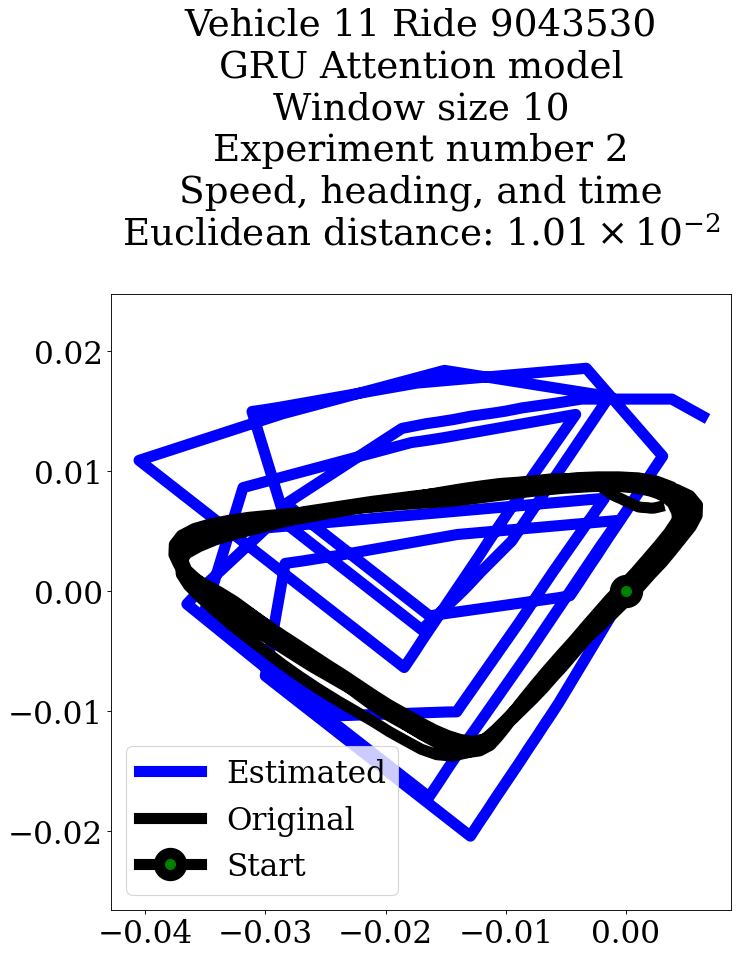 Vehicle 11 Ride 9043530
GRU Attention model
Window size 10
Experiment number 2
Speed, heading, and time
Euclidean distance: 1.01 × 10⁻²
0.02
0.01
0.00
−0.01
−0.02
Estimated
Original
Start
−0.04 −0.03 −0.02 −0.01 0.00